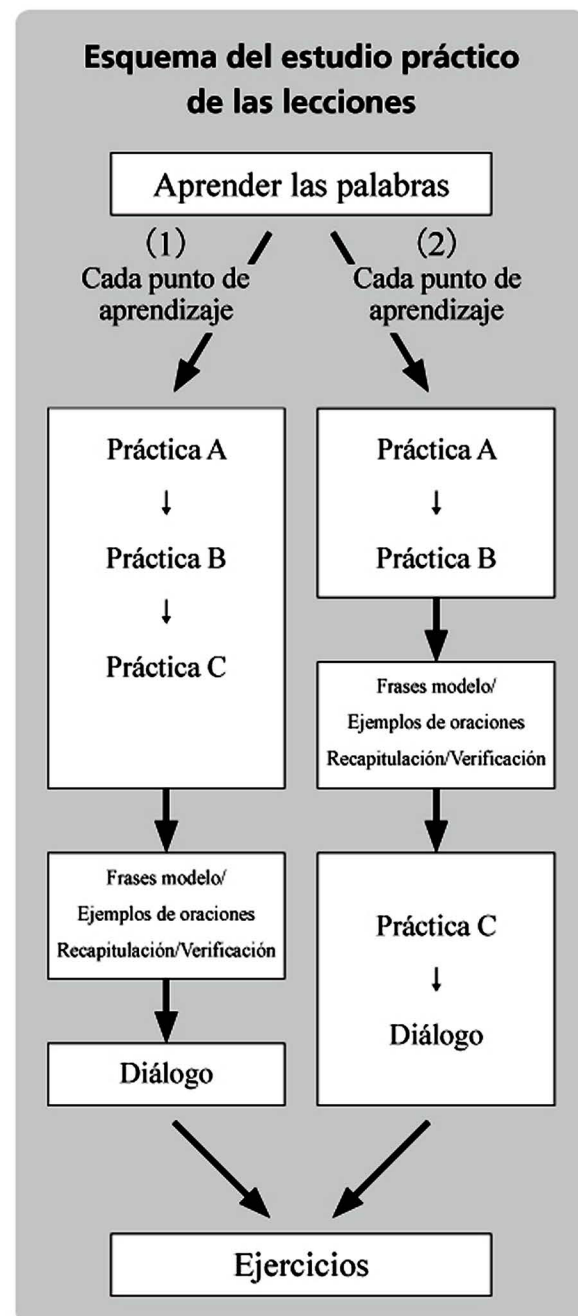 Esquema del estudio práctico
de las lecciones
Aprender las palabras
(1)
Cada punto de
aprendizaje
(2)
Cada punto de
aprendizaje
Práctica A
↓
Práctica B
↓
Práctica C
Frases modelo/
Ejemplos de oraciones
Recapitulación/Verificación
Diálogo
Práctica A
↓
Práctica B
Frases modelo/
Ejemplos de oraciones
Recapitulación/Verificación
Práctica C
↓
Diálogo
Ejercicios